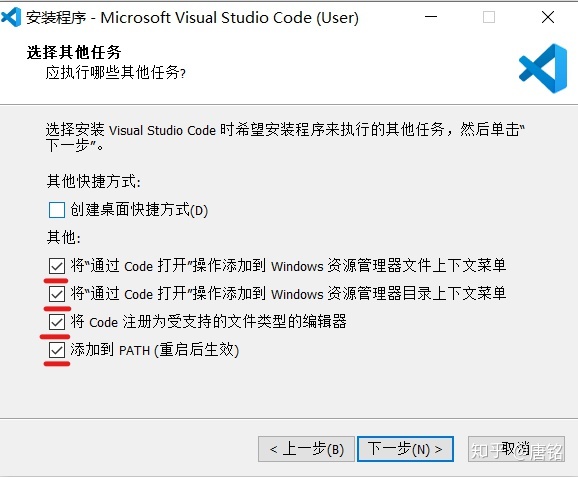 安装程序 - Microsoft Visual Studio Code (User)
选择其他任务
应执行哪些其他任务?
选择安装 Visual Studio Code 时希望安装程序来执行的其他任务，然后单击“
下一步”。
其他快捷方式:
创建桌面快捷方式(D)
其他:
将“通过 Code 打开”操作添加到 Windows 资源管理器文件上下文菜单
将“通过 Code 打开”操作添加到 Windows 资源管理器目录上下文菜单
将 Code 注册为受支持的文件类型的编辑器
添加到 PATH (重启后生效)
< 上一步(B) 下一步(N) > 取消
知乎 @唐铭